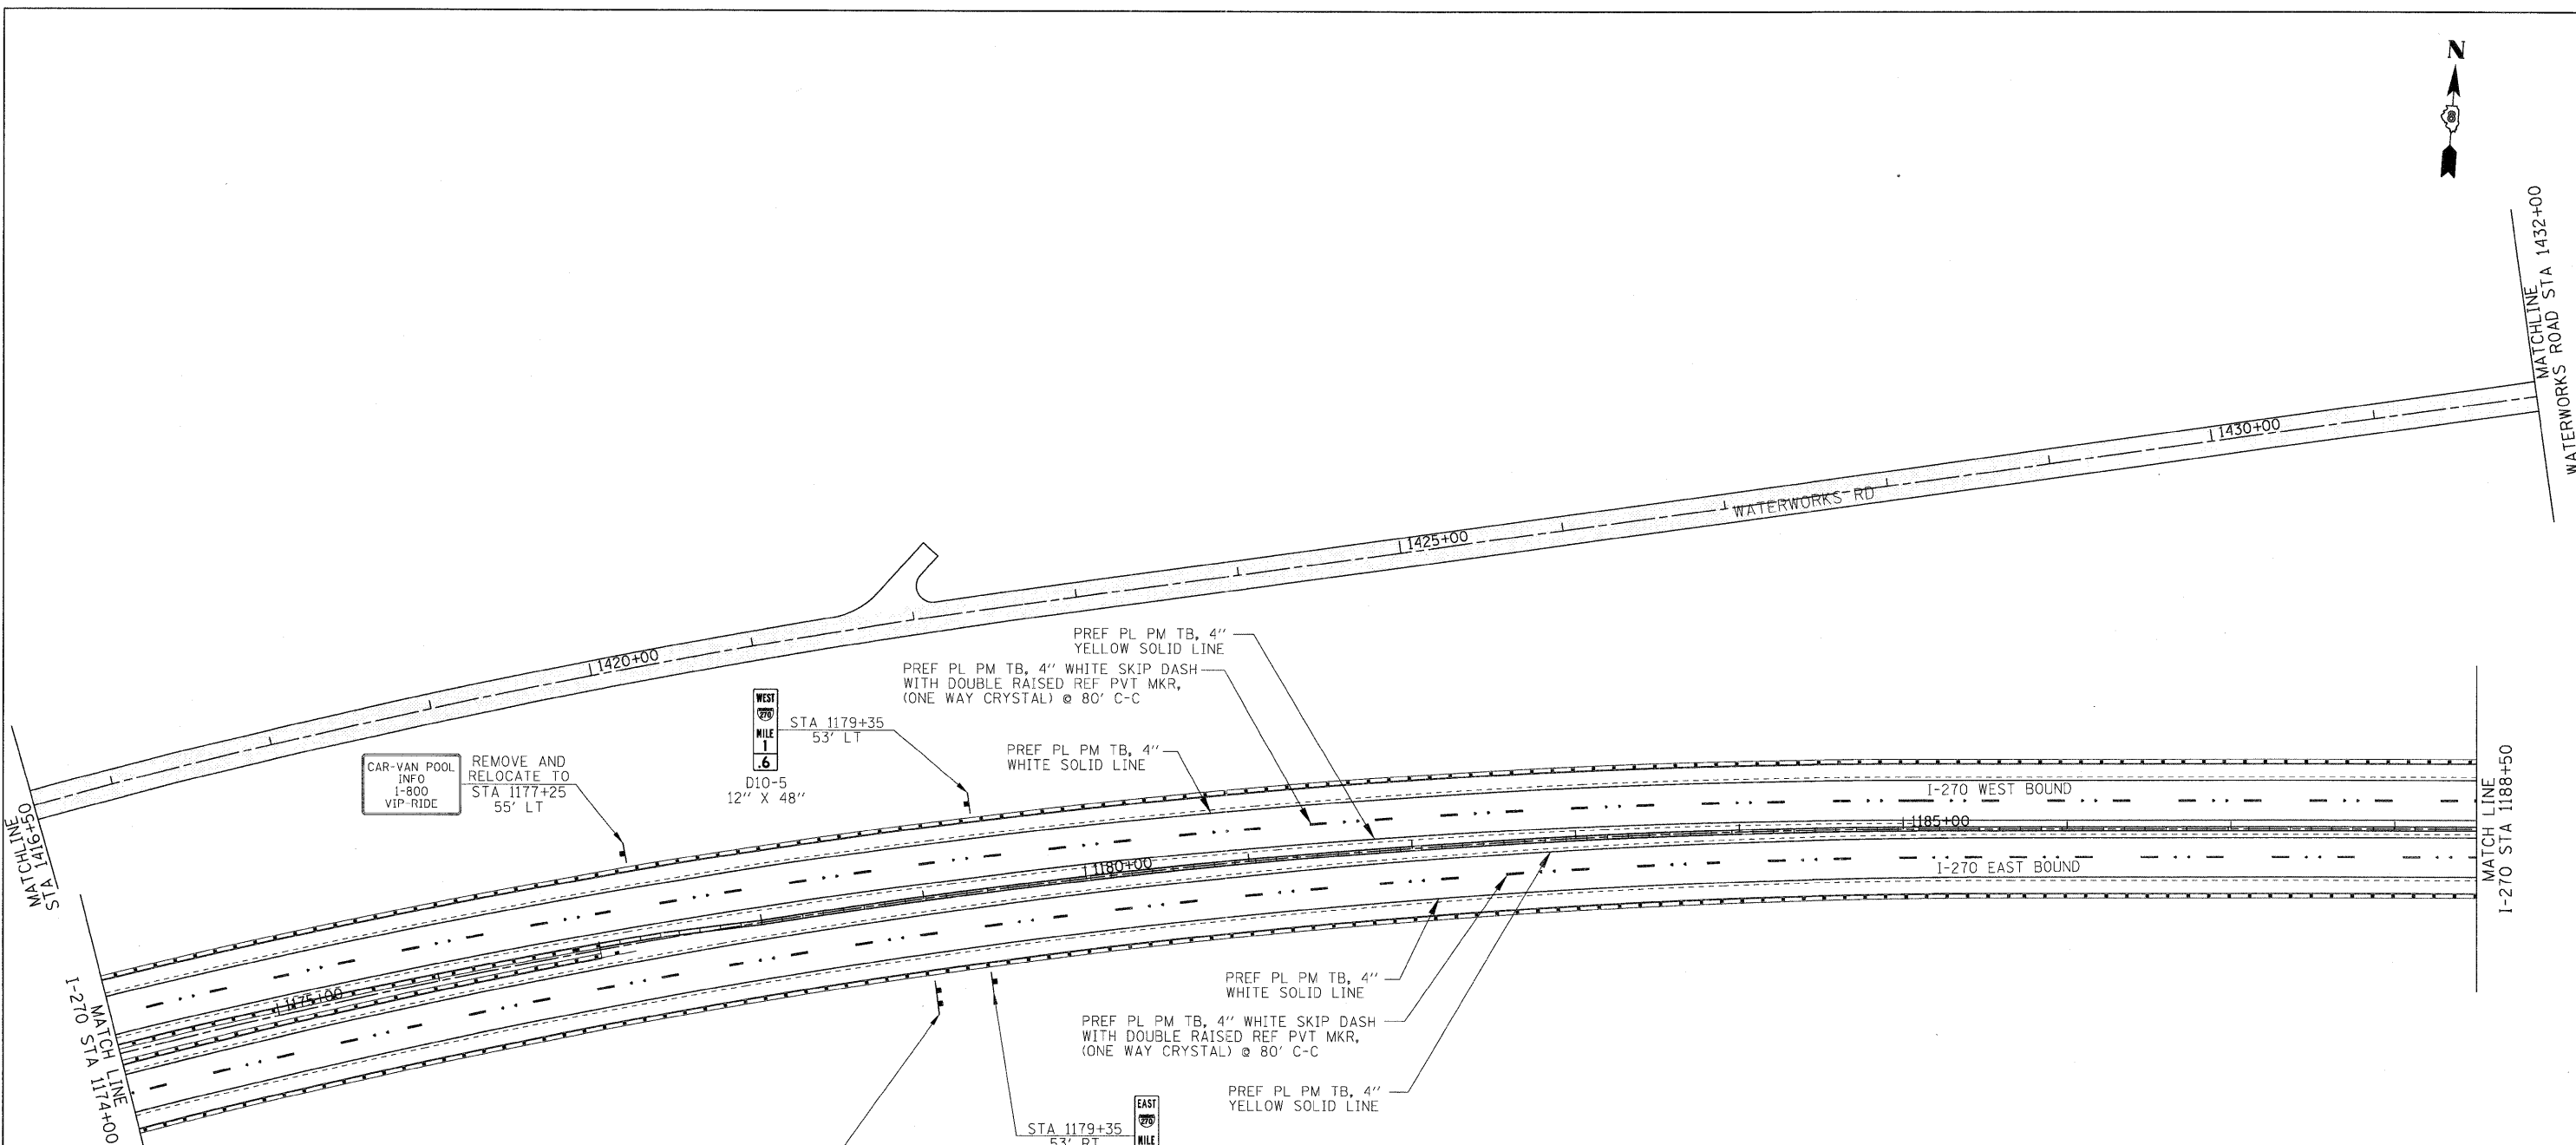 N
8
MATCHLINE
WATERWORKS ROAD STA 1432+00
1430+00
WATERWORKS RD
1425+00
1420+00
PREF PL PM TB, 4"
YELLOW SOLID LINE
PREF PL PM TB, 4" WHITE SKIP DASH
WITH DOUBLE RAISED REF PVT MKR,
(ONE WAY CRYSTAL) @ 80' C-C
PREF PL PM TB, 4"
WHITE SOLID LINE
WEST
270
MILE
1
.6
D10-5
12" X 48"
STA 1179+35
53' LT
CAR-VAN POOL
INFO
1-800
VIP-RIDE
REMOVE AND
RELOCATE TO
STA 1177+25
55' LT
MATCHLINE
STA 1416+50
I-270 WEST BOUND
1185+00
I-270 EAST BOUND
MATCH LINE
I-270 STA 1188+50
1180+00
1175+00
MATCH LINE
I-270 STA 1174+00
PREF PL PM TB, 4"
WHITE SOLID LINE
PREF PL PM TB, 4" WHITE SKIP DASH
WITH DOUBLE RAISED REF PVT MKR,
(ONE WAY CRYSTAL) @ 80' C-C
PREF PL PM TB, 4"
YELLOW SOLID LINE
STA 1179+35
53' RT
EAST
270
MILE